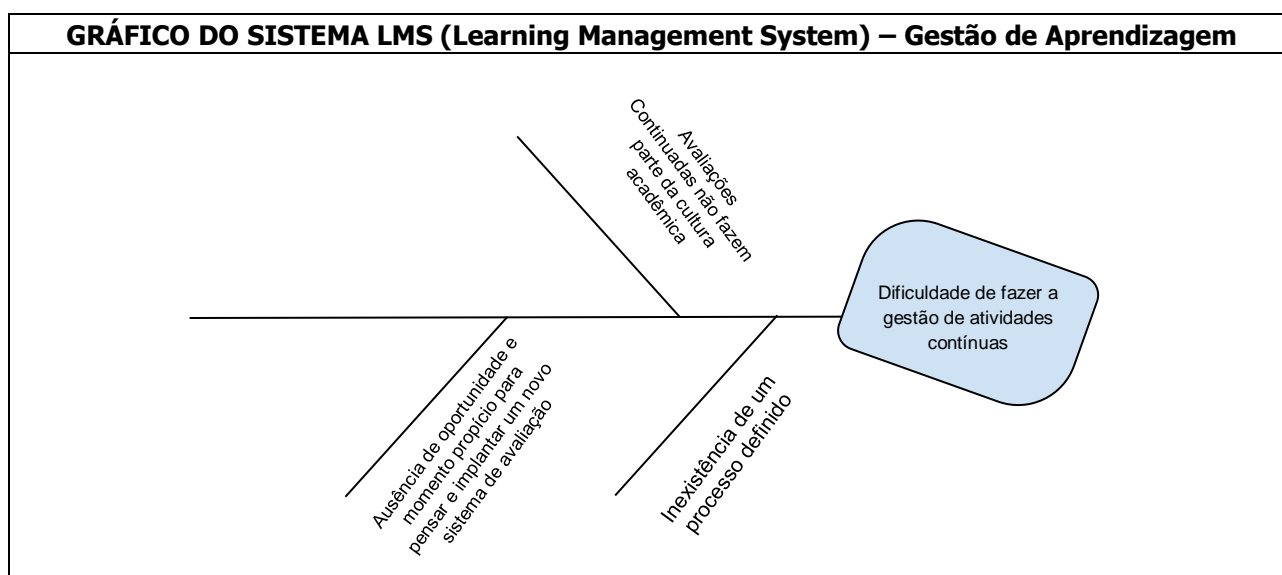 GRÁFICO DO SISTEMA LMS (Learning Management System) – Gestão de Aprendizagem
Avaliações
Continuadas não fazem
parte da cultura
acadêmica
Dificuldade de fazer a
gestão de atividades
contínuas
Ausência de oportunidade e
momento propício para
pensar e implantar um novo
sistema de avaliação
Inexistência de um
processo definido